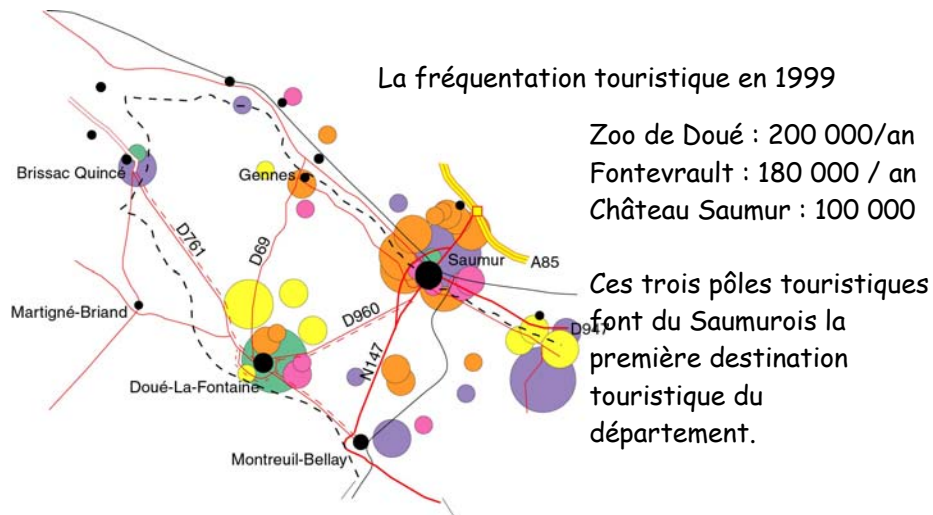 La fréquentation touristique en 1999
Zoo de Doué : 200 000/an
Fontevrault : 180 000 / an
Château Saumur : 100 000
Ces trois pôles touristiques
font du Saumurois la
première destination
touristique du
département.
Brissac Quincé
Gennes
D761
D69
Saumur
A85
Martigné-Briand
D960
D947
N147
Doué-La-Fontaine
Montreuil-Bellay